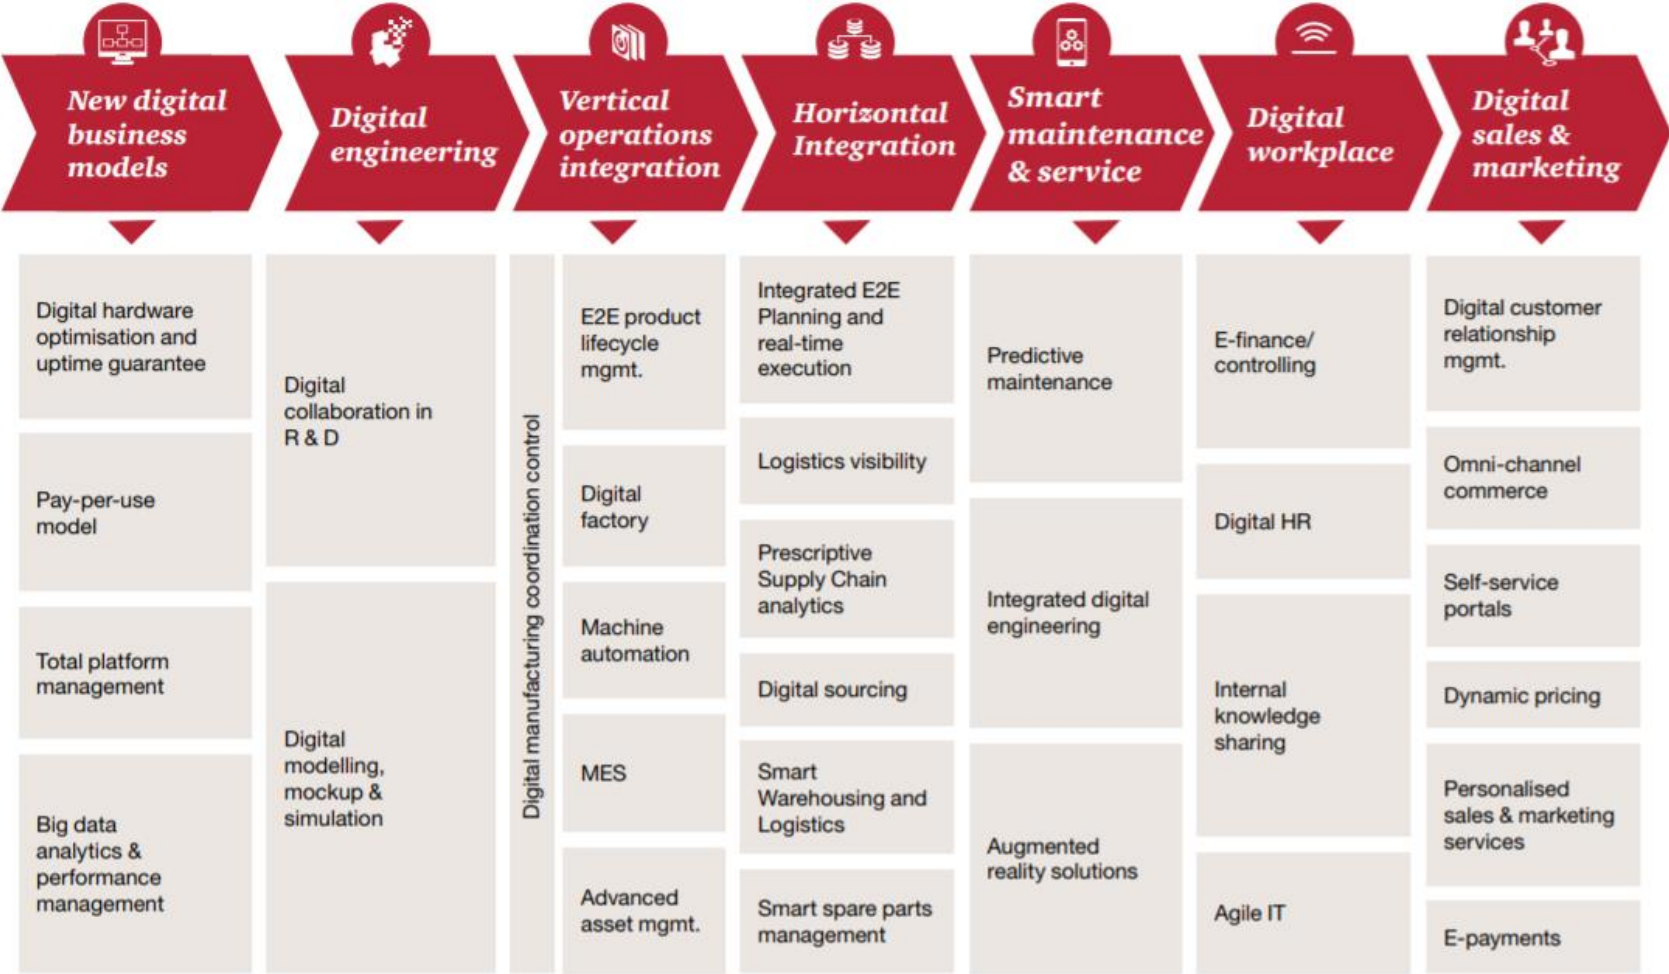 New digital
business
models
Digital
engineering
Vertical
operations
integration
Horizontal
Integration
Smart
maintenance
& service
Digital
workplace
Digital
sales &
marketing
Digital hardware
optimisation and
uptime guarantee
Pay-per-use
model
Total platform
management
Big data
analytics &
performance
management
Digital
collaboration in
R & D
Digital
modelling,
mockup &
simulation
Digital manufacturing coordination control
E2E product
lifecycle
mgmt.
Digital
factory
Machine
automation
MES
Advanced
asset mgmt.
Integrated E2E
Planning and
real-time
execution
Logistics visibility
Prescriptive
Supply Chain
analytics
Digital sourcing
Smart
Warehousing and
Logistics
Smart spare parts
management
Predictive
maintenance
Integrated digital
engineering
Augmented
reality solutions
E-finance/
controlling
Digital HR
Internal
knowledge
sharing
Agile IT
Digital customer
relationship
mgmt.
Omni-channel
commerce
Self-service
portals
Dynamic pricing
Personalised
sales & marketing
services
E-payments